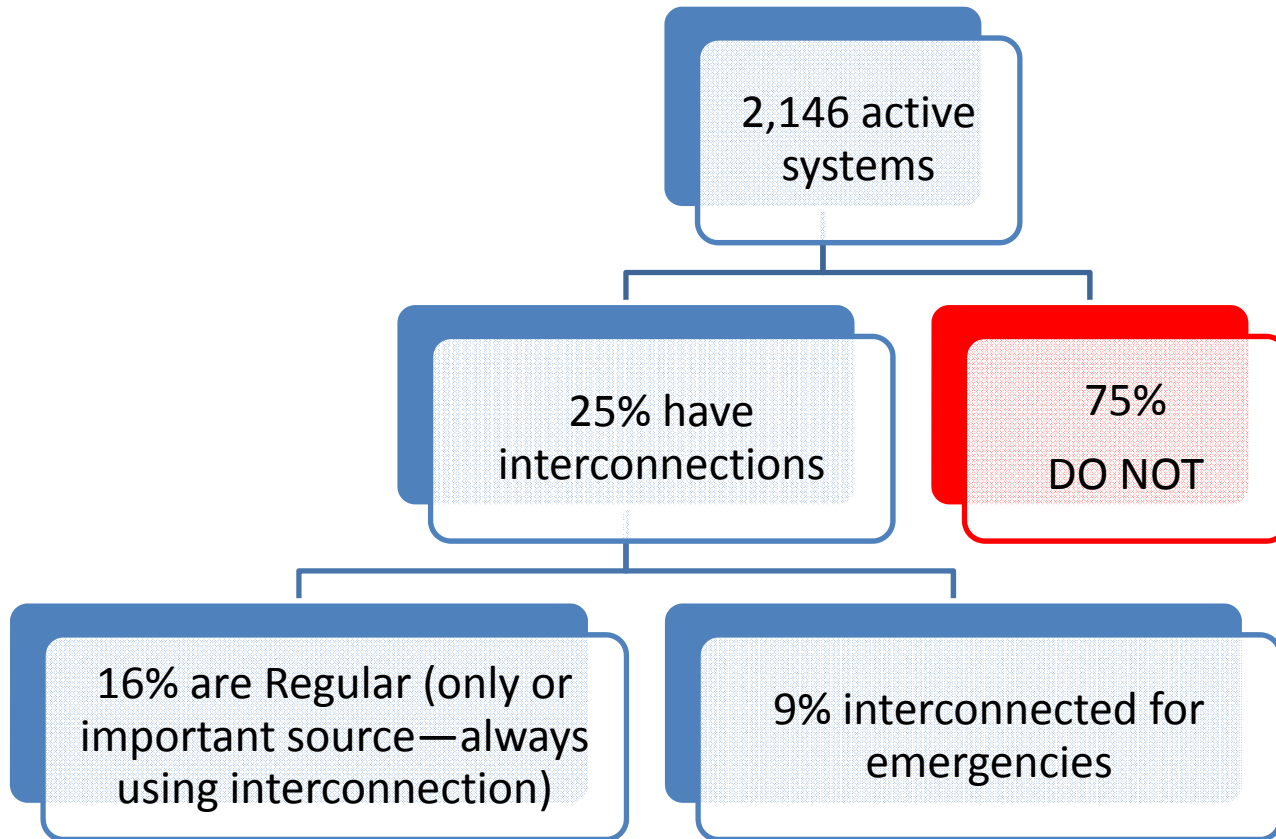 2,146 active
systems
25% have
interconnections
75%
DO NOT
16% are Regular (only or
important source—always
using interconnection)
9% interconnected for
emergencies